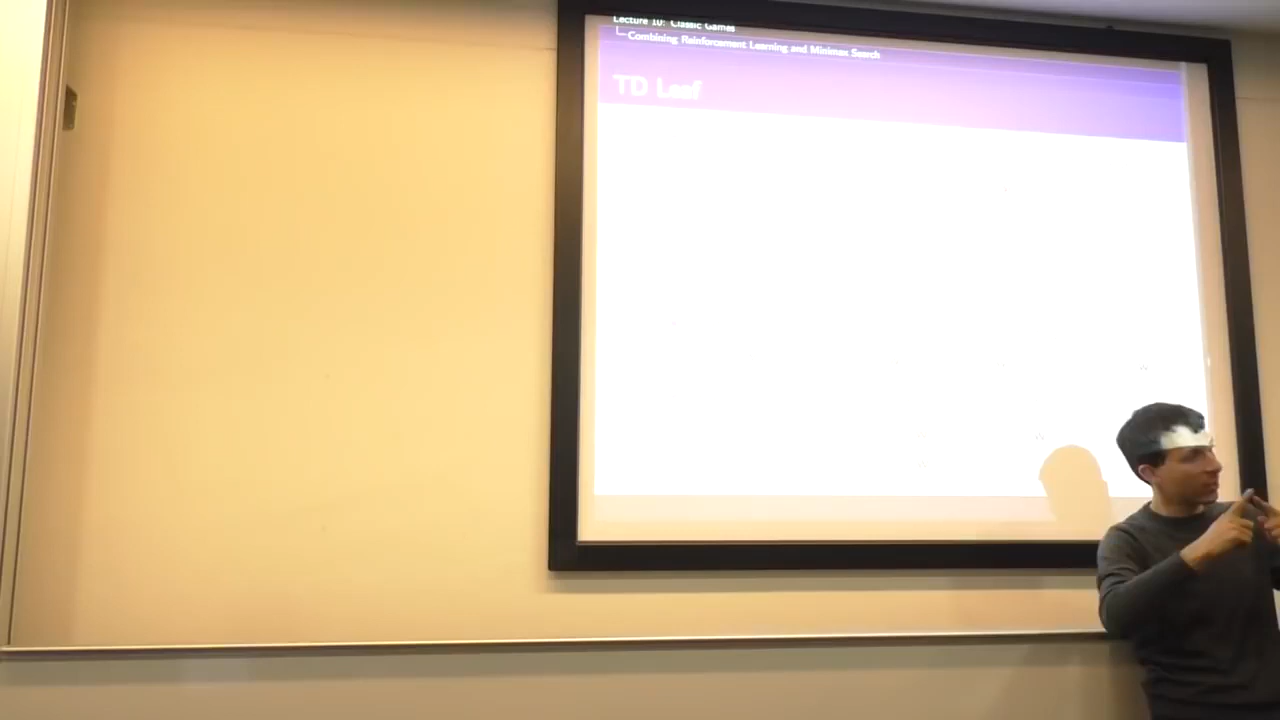 Lecture 10: Classic Games
Combining Reinforcement Learning and Minimax Search
TD Leaf